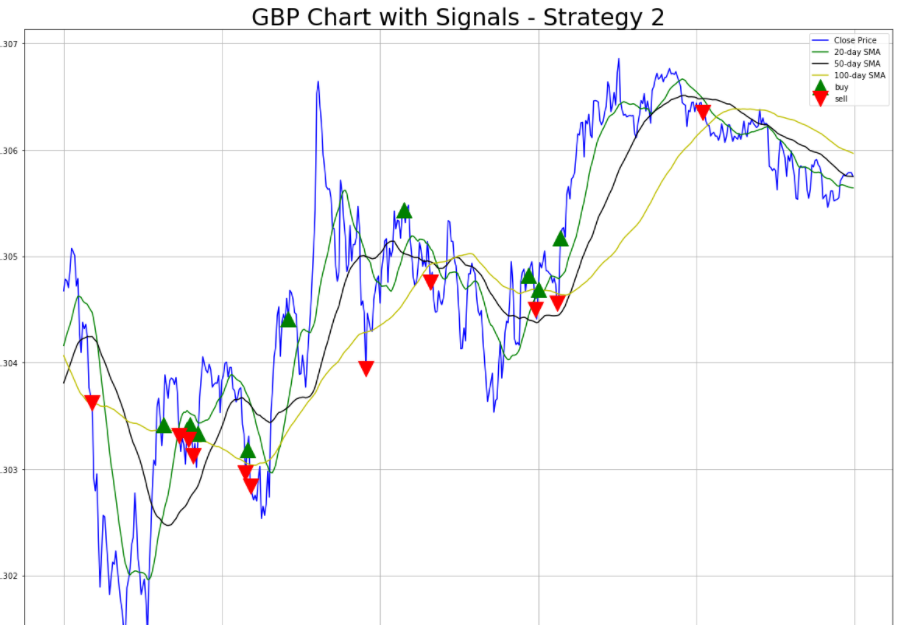 GBP Chart with Signals - Strategy 2
Close Price
20-day SMA
50-day SMA
100-day SMA
buy
sell
.307
.306
.305
.304
.303
.302